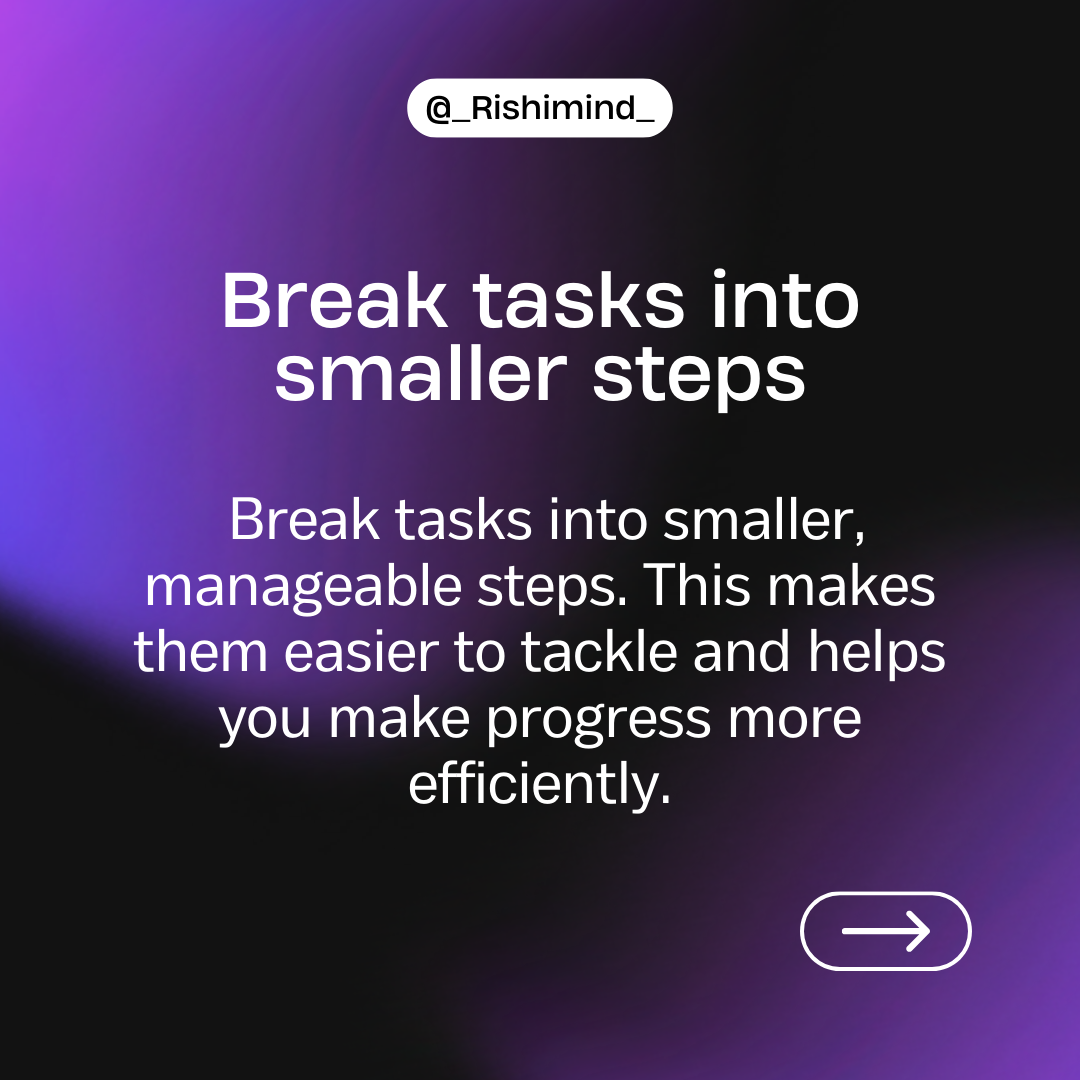 @_Rishimind_
Break tasks into
smaller steps
Break tasks into smaller,
manageable steps. This makes
them easier to tackle and helps
you make progress more
efficiently.